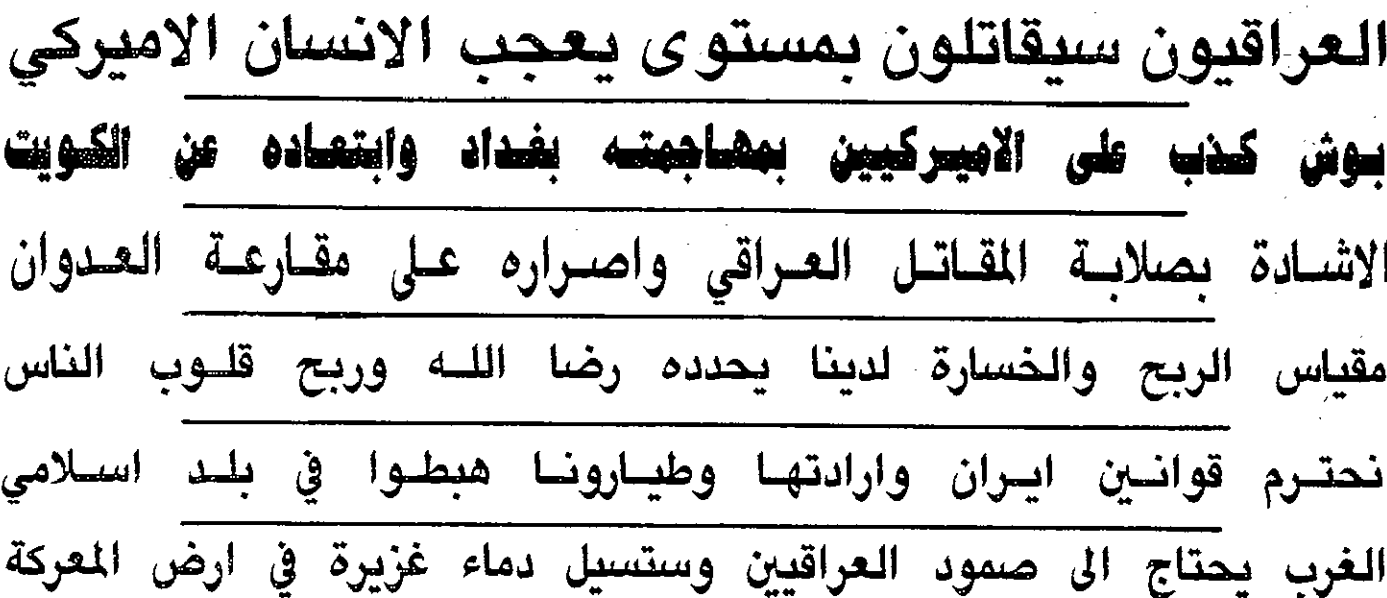 العراقيون سيقاتلون بمستوى يعجب الانسان الاميركي
بوش كذب على الاميركيين بمهاجمته بغداد وابتعاده عن الكويت
الاشادة بصلابة المقاتل العراقي واصراره على مقارعة العدوان
مقياس الربح والخسارة لدينا يحدده رضا الله وربح قلوب الناس
نحترم قوانين ايران وارادتها وطيارونا هبطوا في بلد اسلامي
الغرب يحتاج الى صمود العراقيين وستسيل دماء غزيرة في ارض المعركة